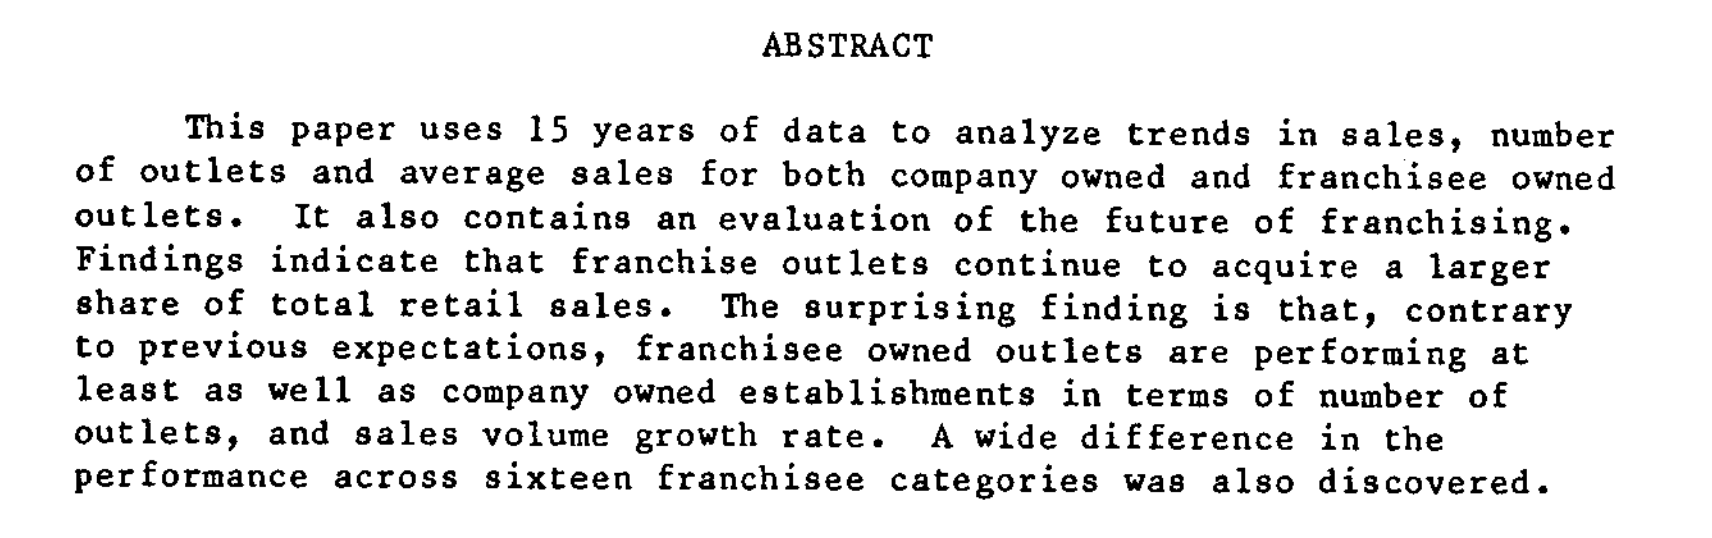 ABSTRACT
This paper uses 15 years of data to analyze trends in sales, number
of outlets and average sales for both company owned and franchisee owned
outlets. It also contains an evaluation of the future of franchising.
Findings indicate that franchise outlets continue to acquire a larger
share of total retail sales. The surprising finding is that, contrary
to previous expectations, franchisee owned outlets are performing at
least as well as company owned establishments in terms of number of
outlets, and sales volume growth rate. A wide difference in the
performance across sixteen franchisee categories was also discovered.